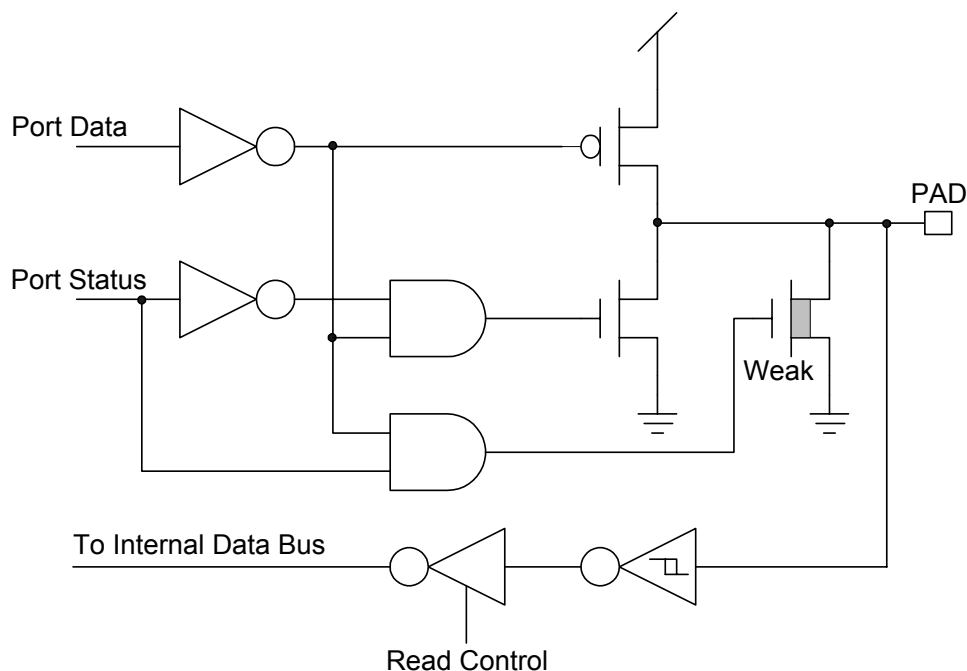 Port Data
PAD
Port Status
Weak
To Internal Data Bus
Read Control